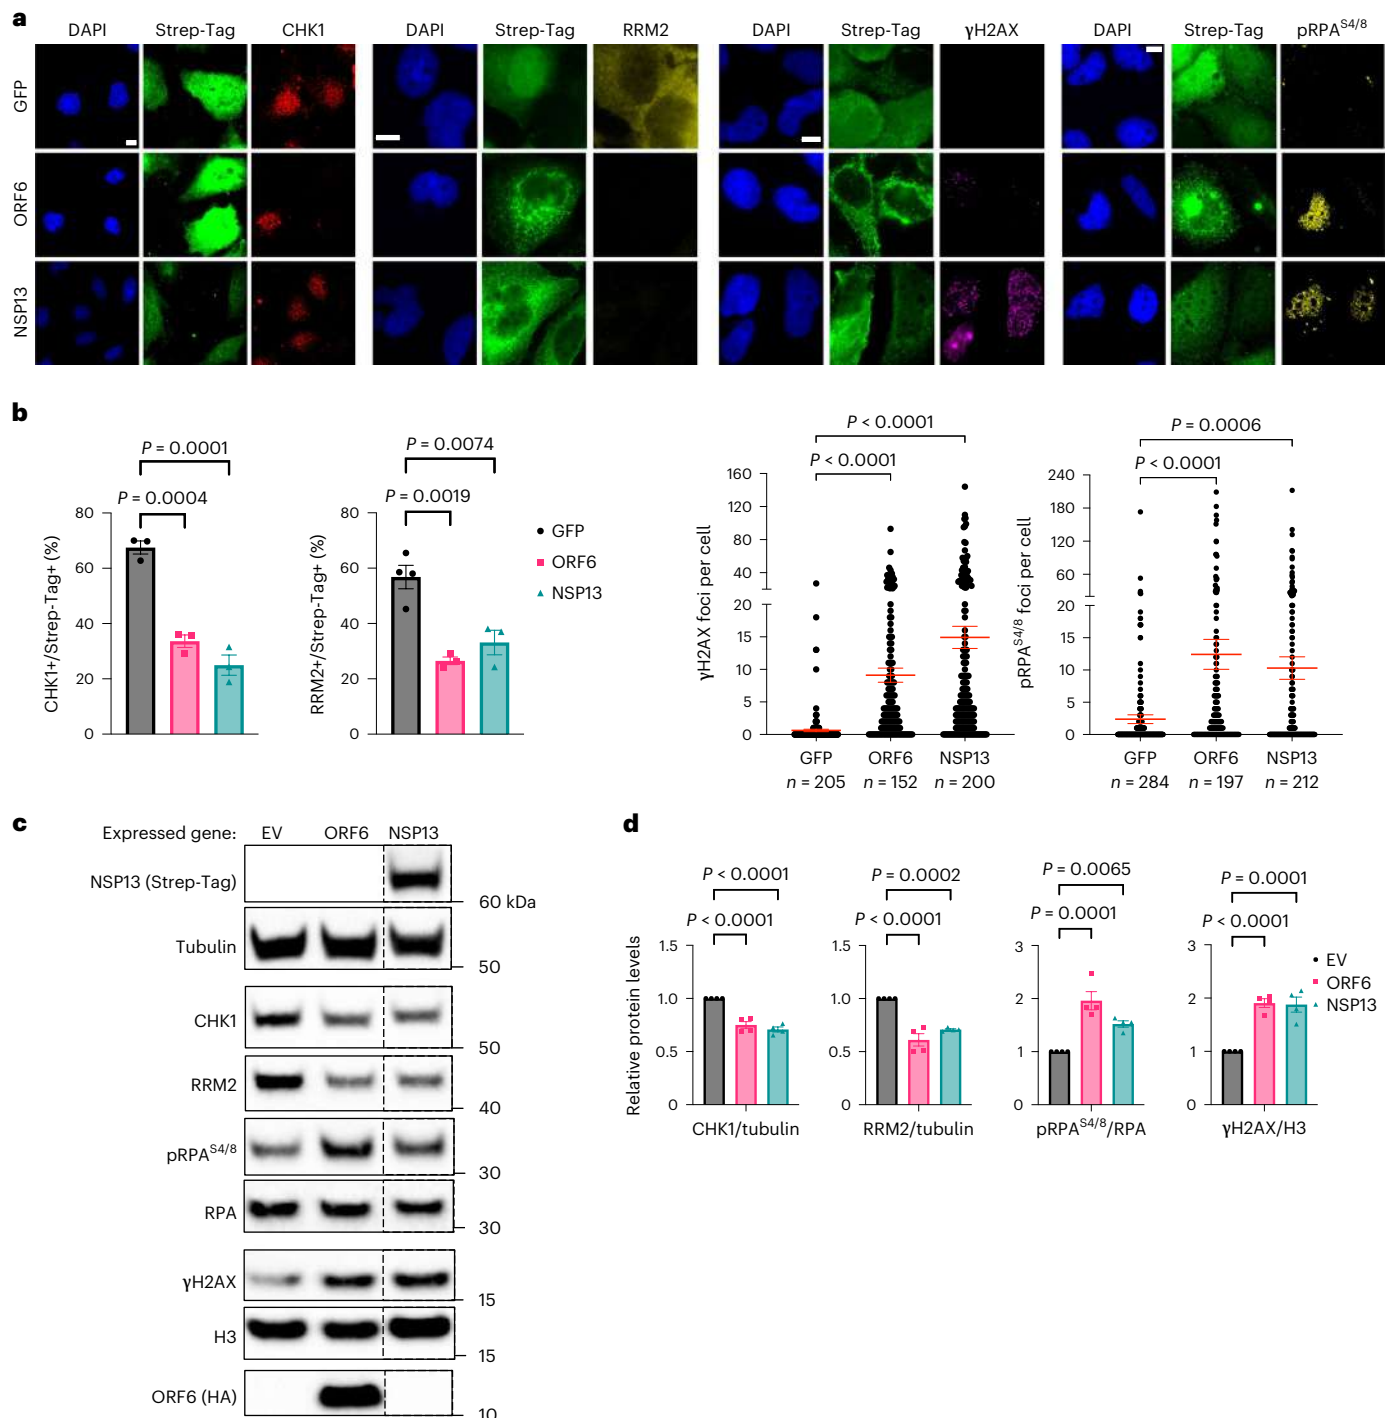 a
DAPI Strep-Tag CHK1 DAPI Strep-Tag RRM2 DAPI Strep-Tag γH2AX DAPI Strep-Tag pRPA^S4/8
GFP
ORF6
NSP13
b
P = 0.0001
P = 0.0004
80
60
40
20
0
CHK1+/Strep-Tag+ (%)
P = 0.0074
P = 0.0019
80
60
40
20
0
RRM2+/Strep-Tag+ (%)
GFP
ORF6
NSP13
P < 0.0001
P < 0.0001
160
120
80
40
20
15
10
5
0
γH2AX foci per cell
GFP ORF6 NSP13
n = 205 n = 152 n = 200
P = 0.0006
P < 0.0001
240
180
120
60
20
15
10
5
0
pRPA^S4/8 foci per cell
GFP ORF6 NSP13
n = 284 n = 197 n = 212
c
Expressed gene: EV ORF6 NSP13
NSP13 (Strep-Tag)
60 kDa
Tubulin
50
CHK1
50
RRM2
40
pRPA^S4/8
30
RPA
30
γH2AX
15
H3
15
ORF6 (HA)
10
d
Relative protein levels
P < 0.0001
P < 0.0001
1.5
1.0
0.5
0
CHK1/tubulin
P = 0.0002
P < 0.0001
1.5
1.0
0.5
0
RRM2/tubulin
P = 0.0065
P = 0.0001
3
2
1
0
pRPA^S4/8/RPA
P = 0.0001
P < 0.0001
3
2
1
0
γH2AX/H3
EV
ORF6
NSP13